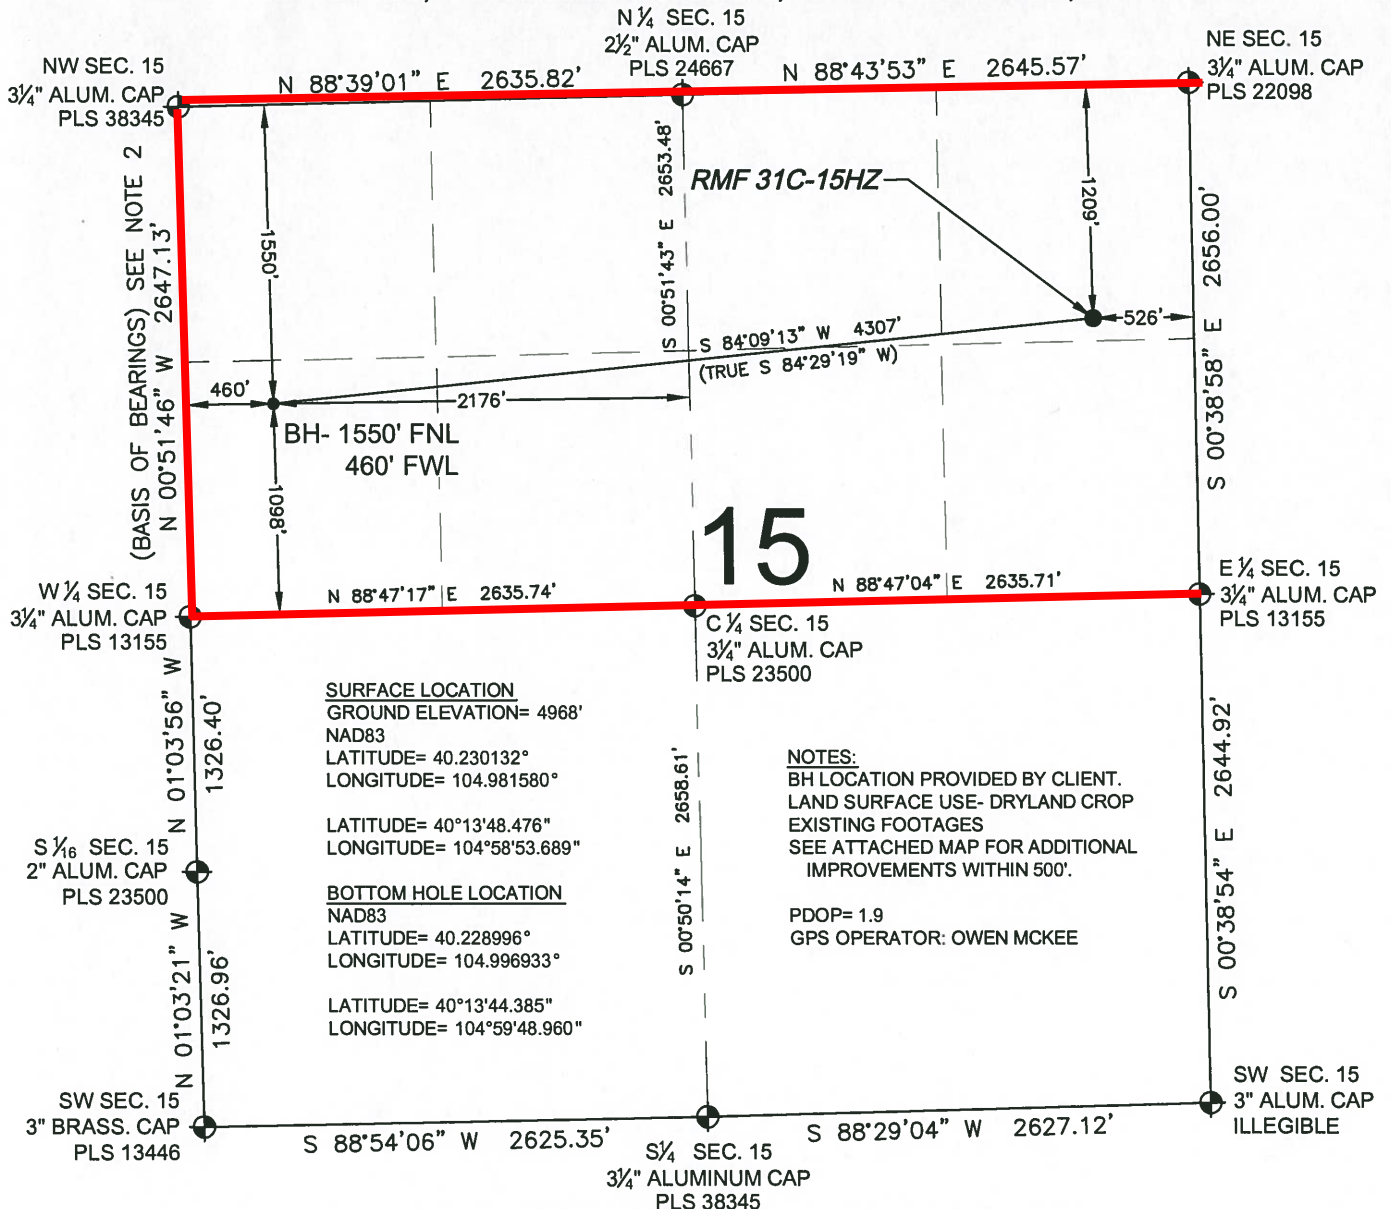 N ¼ SEC. 15
2½" ALUM. CAP
PLS 24667
NE SEC. 15
3¼" ALUM. CAP
PLS 22098
NW SEC. 15
3¼" ALUM. CAP
PLS 38345
N 88°39'01" E 2635.82'
N 88°43'53" E 2645.57'
(BASIS OF BEARINGS) SEE NOTE 2
N 00°51'46" W 2647.13'
1550'
S 00°51'43" E 2653.48'
RMF 31C-15HZ
1209'
526'
S 00°38'58" E 2656.00'
S 84°09'13" W 4307'
(TRUE S 84°29'19" W)
460'
2176'
BH- 1550' FNL
460' FWL
1098'
15
W ¼ SEC. 15
3¼" ALUM. CAP
PLS 13155
N 88°47'17" E 2635.74'
N 88°47'04" E 2635.71'
E ¼ SEC. 15
3¼" ALUM. CAP
PLS 13155
C ¼ SEC. 15
3¼" ALUM. CAP
PLS 23500
N 01°03'56" W
1326.40'
SURFACE LOCATION
GROUND ELEVATION= 4968'
NAD83
LATITUDE= 40.230132°
LONGITUDE= 104.981580°
LATITUDE= 40°13'48.476"
LONGITUDE= 104°58'53.689"
BOTTOM HOLE LOCATION
NAD83
LATITUDE= 40.228996°
LONGITUDE= 104.996933°
LATITUDE= 40°13'44.385"
LONGITUDE= 104°59'48.960"
S 00°50'14" E 2658.61'
NOTES:
BH LOCATION PROVIDED BY CLIENT.
LAND SURFACE USE- DRYLAND CROP
EXISTING FOOTAGES
SEE ATTACHED MAP FOR ADDITIONAL
IMPROVEMENTS WITHIN 500'.
PDOP= 1.9
GPS OPERATOR: OWEN MCKEE
S 00°38'54" E 2644.92'
S 1⁄16 SEC. 15
2" ALUM. CAP
PLS 23500
N 01°03'21" W
1326.96'
SW SEC. 15
3" BRASS. CAP
PLS 13446
S 88°54'06" W 2625.35'
S 88°29'04" W 2627.12'
S¼ SEC. 15
3¼" ALUMINUM CAP
PLS 38345
SW SEC. 15
3" ALUM. CAP
ILLEGIBLE